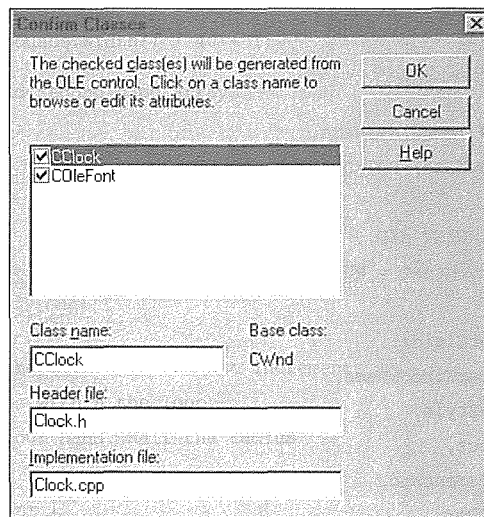 Confirm Classes
The checked class(es) will be generated from
the OLE control. Click on a class name to
browse or edit its attributes.
OK
Cancel
Help
CClock
COleFont
Class name:
Base class:
CClock
CWnd
Header file:
Clock.h
Implementation file:
Clock.cpp